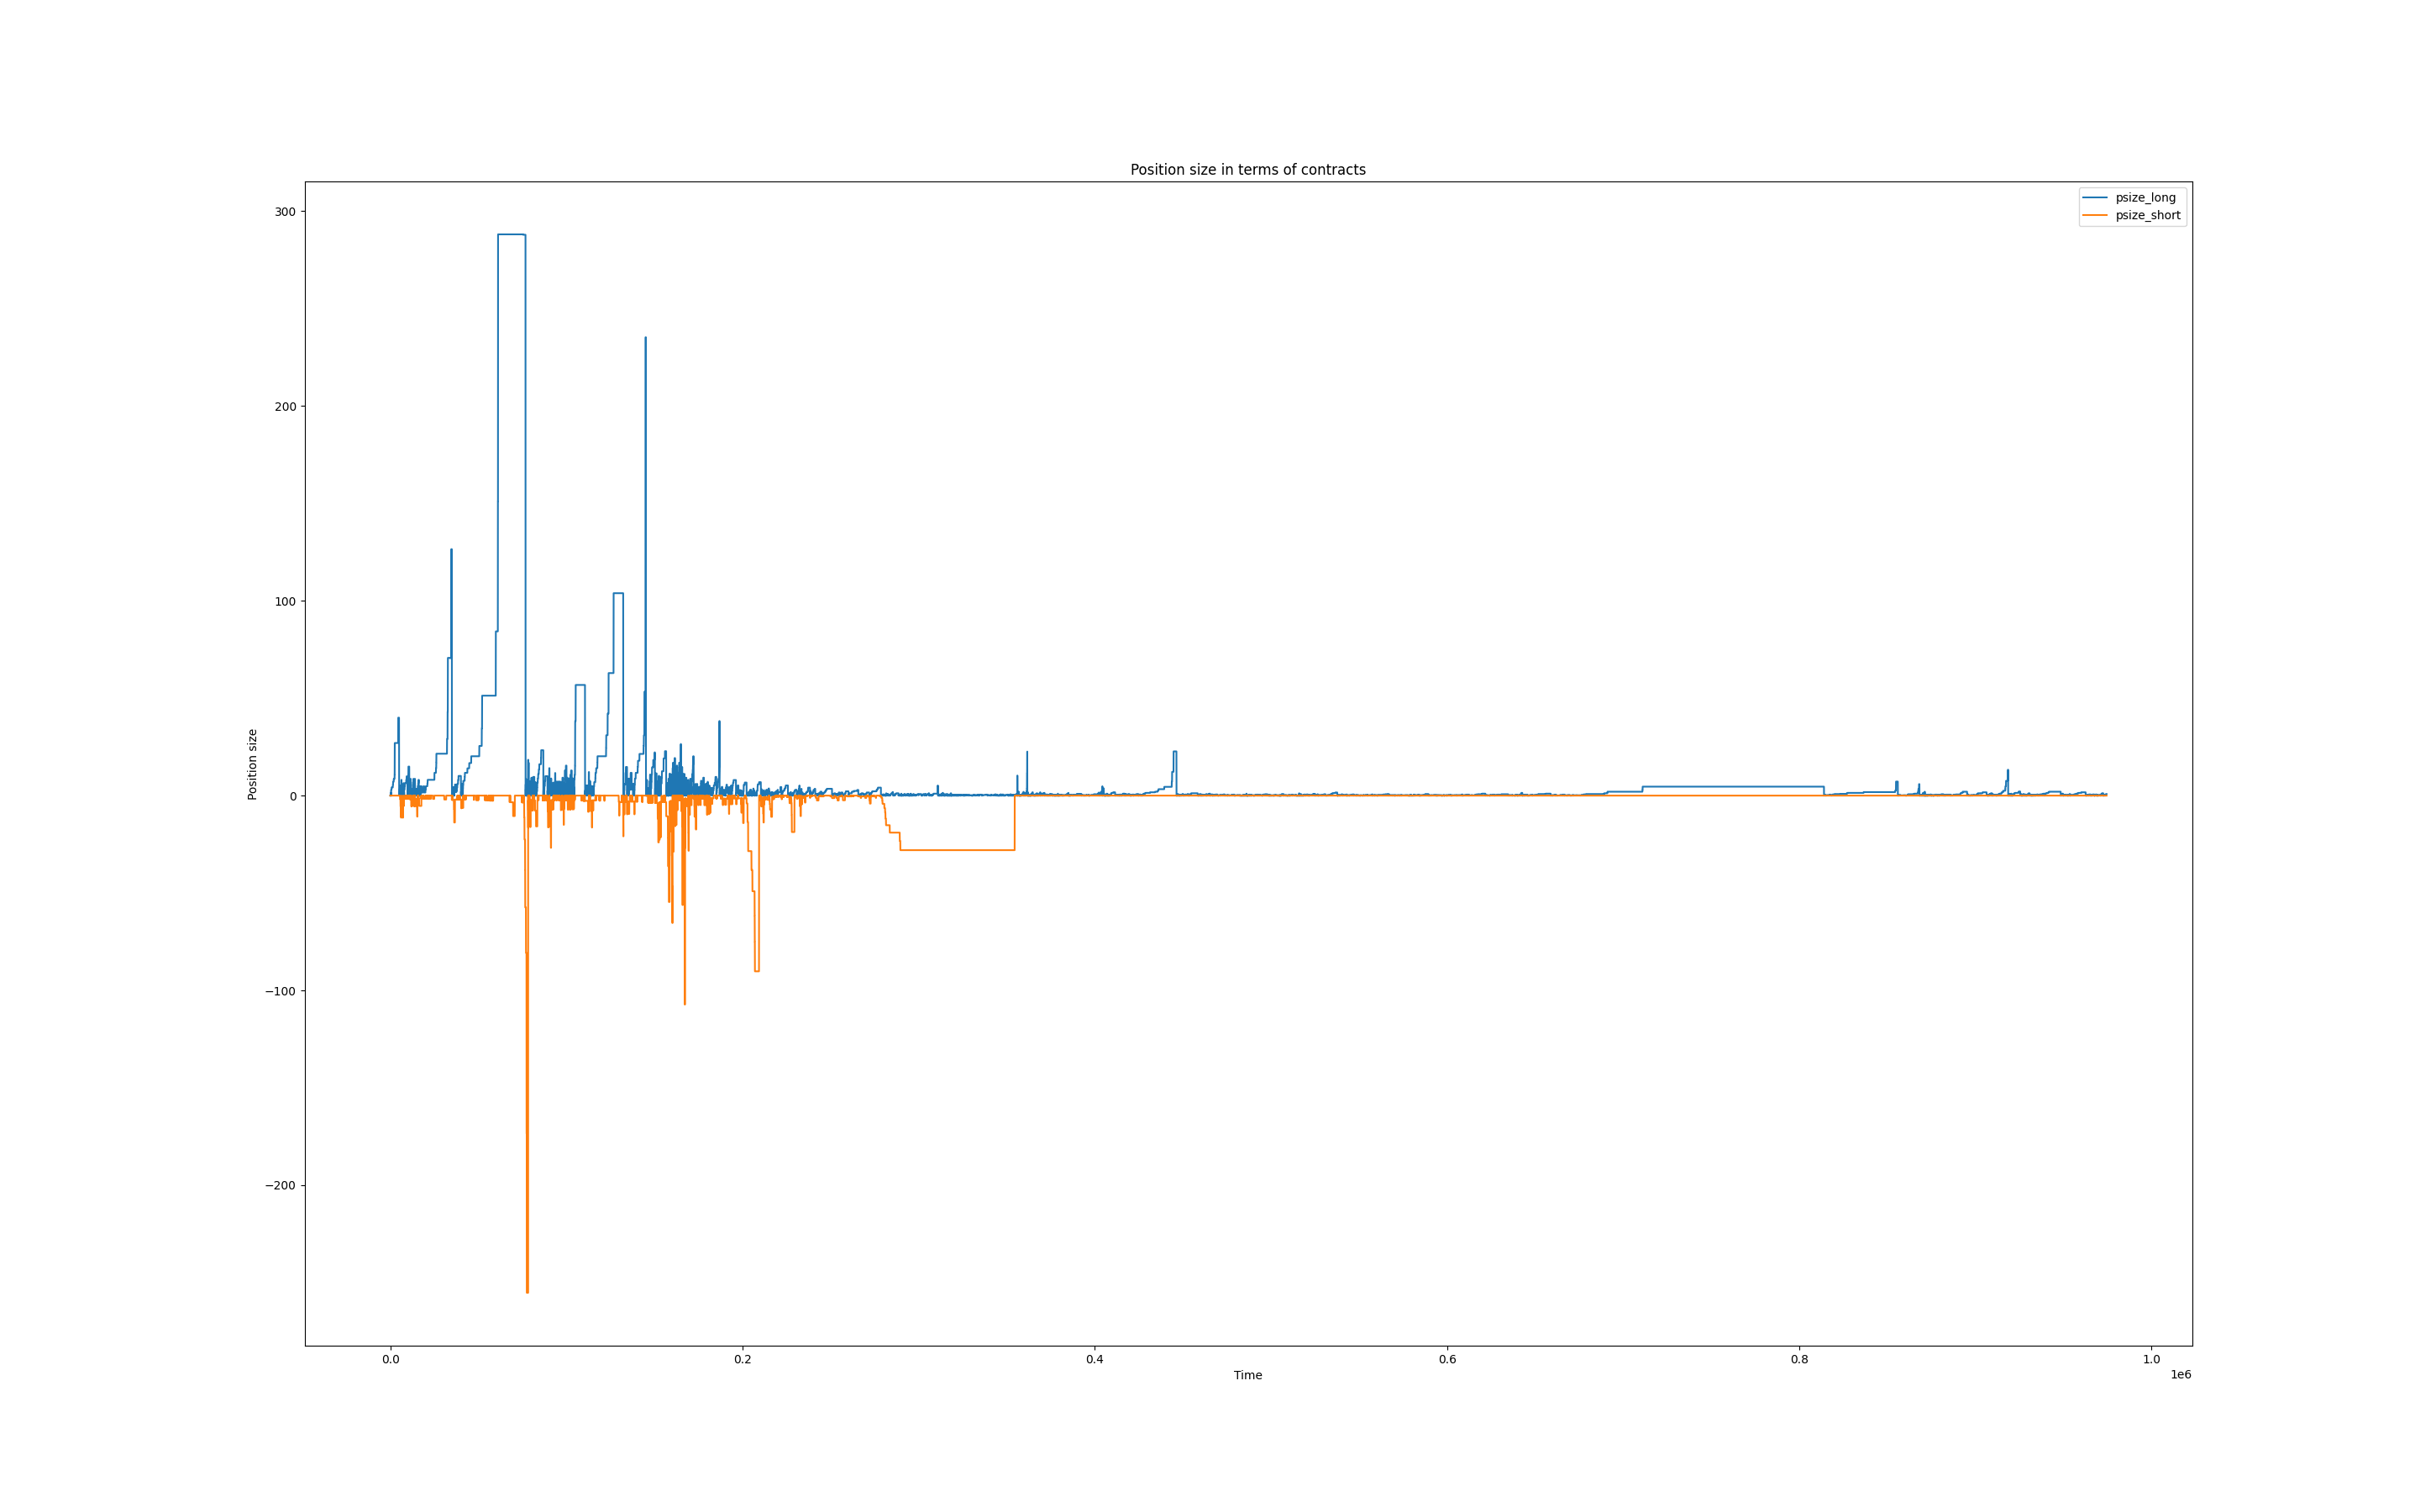 Position size in terms of contracts
psize_long
psize_short
300
200
100
0
−100
−200
Position size
0.0
0.2
0.4
0.6
0.8
1.0
Time
1e6